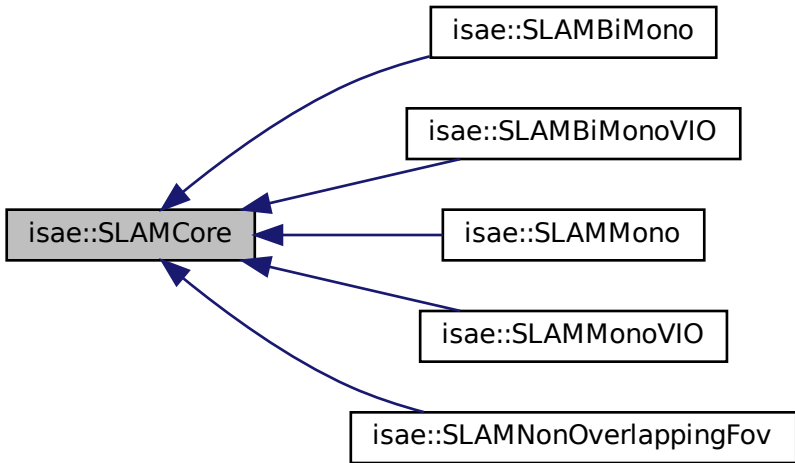 isae::SLAMBiMono
isae::SLAMBiMonoVIO
isae::SLAMCore
isae::SLAMMono
isae::SLAMMonoVIO
isae::SLAMNonOverlappingFov